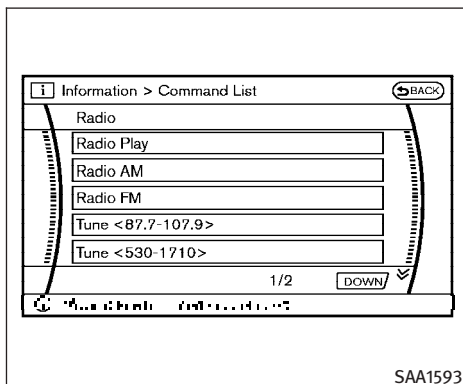 i Information > Command List BACK
Radio
Radio Play
Radio AM
Radio FM
Tune <87.7-107.9>
Tune <530-1710>
1/2 DOWN
SAA1593